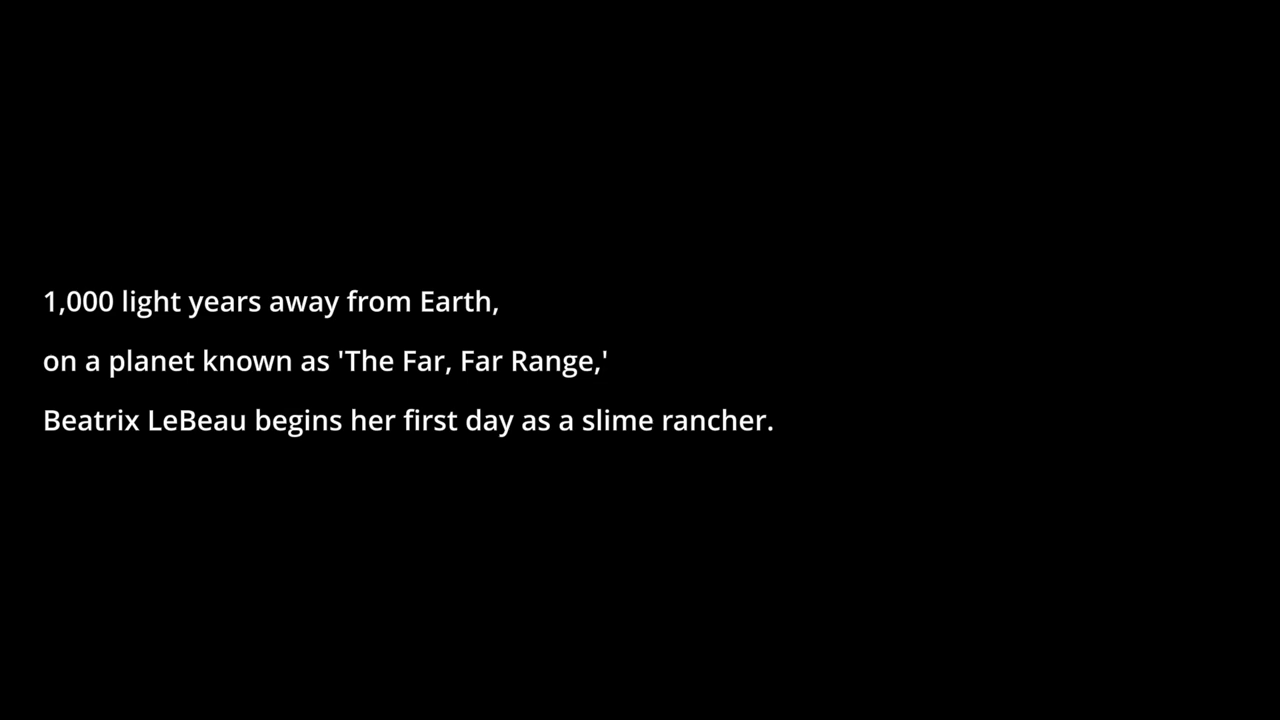 1,000 light years away from Earth,
on a planet known as 'The Far, Far Range,'
Beatrix LeBeau begins her first day as a slime rancher.